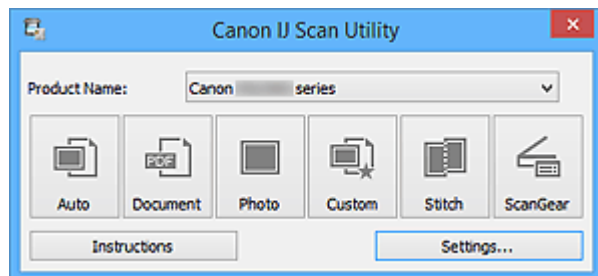 Canon IJ Scan Utility
Product Name: Canon series
PDF
Auto Document Photo Custom Stitch ScanGear
Instructions Settings...